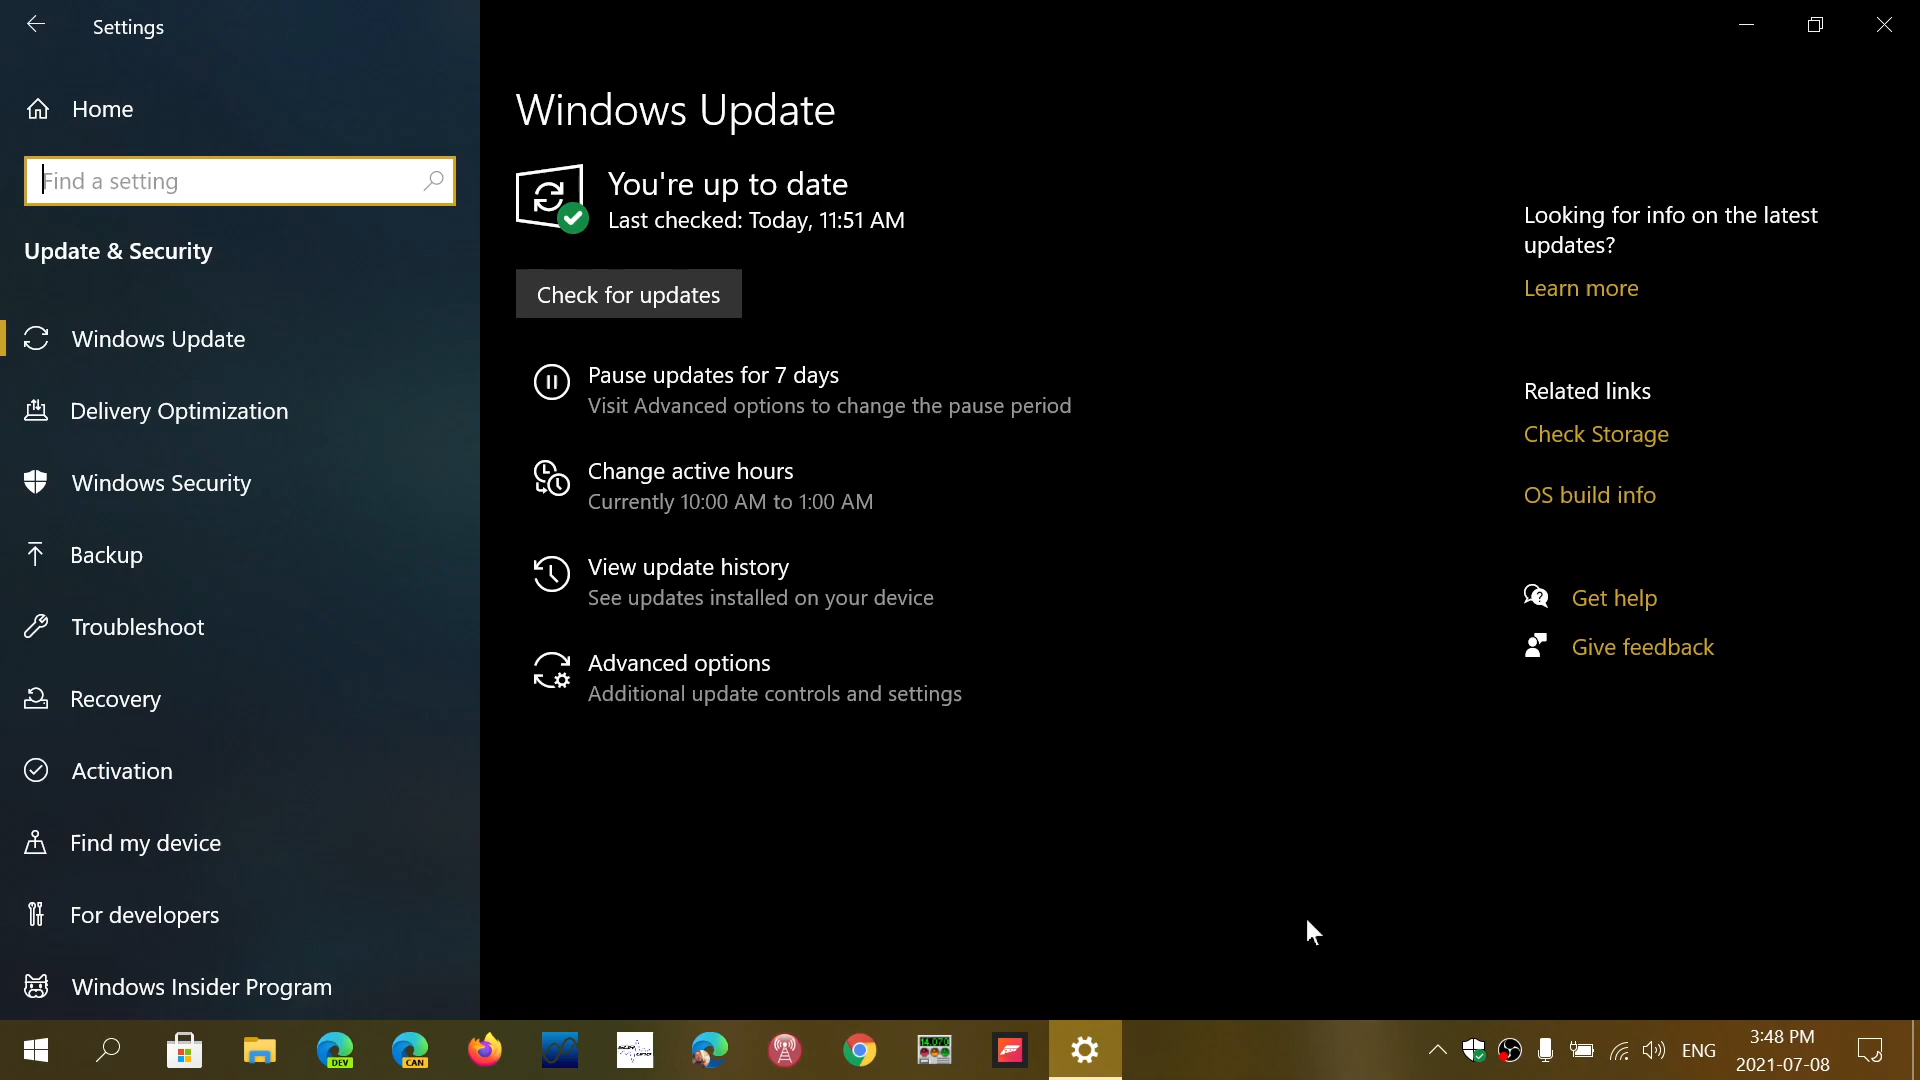 Settings
Home
Find a setting
Update & Security
Windows Update
Delivery Optimization
Windows Security
Backup
Troubleshoot
Recovery
Activation
Find my device
For developers
Windows Insider Program
Windows Update
You're up to date
Last checked: Today, 11:51 AM
Check for updates
Pause updates for 7 days
Visit Advanced options to change the pause period
Change active hours
Currently 10:00 AM to 1:00 AM
View update history
See updates installed on your device
Advanced options
Additional update controls and settings
Looking for info on the latest
updates?
Learn more
Related links
Check Storage
OS build info
Get help
Give feedback
DEV
CAN
14.070
ENG
3:48 PM
2021-07-08